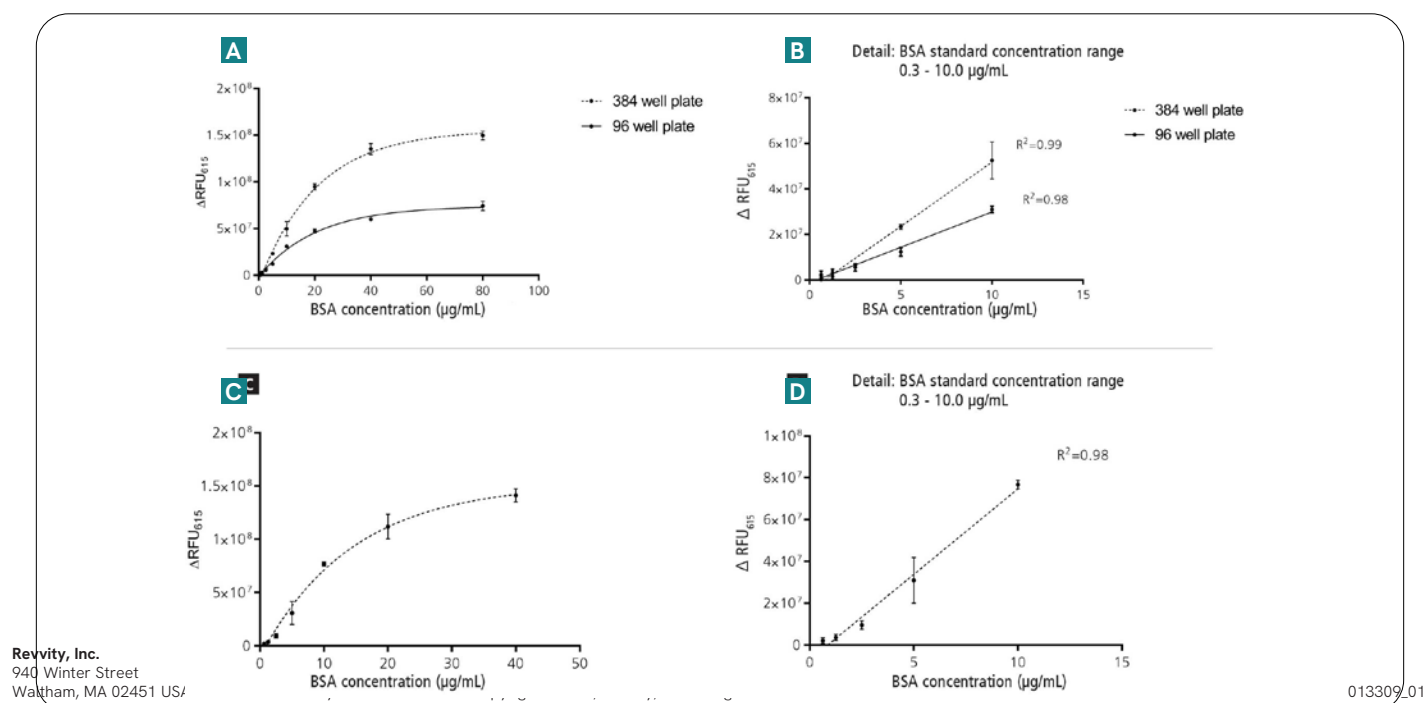 A
2×10⁸
1.5×10⁸
1×10⁸
5×10⁷
0
ΔRFU₆₁₅
0 20 40 60 80 100
BSA concentration (µg/mL)
384 well plate
96 well plate
B
Detail: BSA standard concentration range
0.3 - 10.0 µg/mL
8×10⁷
6×10⁷
4×10⁷
2×10⁷
0
Δ RFU₆₁₅
R²=0.99
R²=0.98
0 5 10 15
BSA concentration (µg/mL)
384 well plate
96 well plate
C
2×10⁸
1.5×10⁸
1×10⁸
5×10⁷
0
ΔRFU₆₁₅
0 10 20 30 40 50
BSA concentration (µg/mL)
D
Detail: BSA standard concentration range
0.3 - 10.0 µg/mL
1×10⁸
8×10⁷
6×10⁷
4×10⁷
2×10⁷
0
Δ RFU₆₁₅
R²=0.98
0 5 10 15
BSA concentration (µg/mL)
Revvity, Inc.
940 Winter Street
Waltham, MA 02451 USA
013309_01